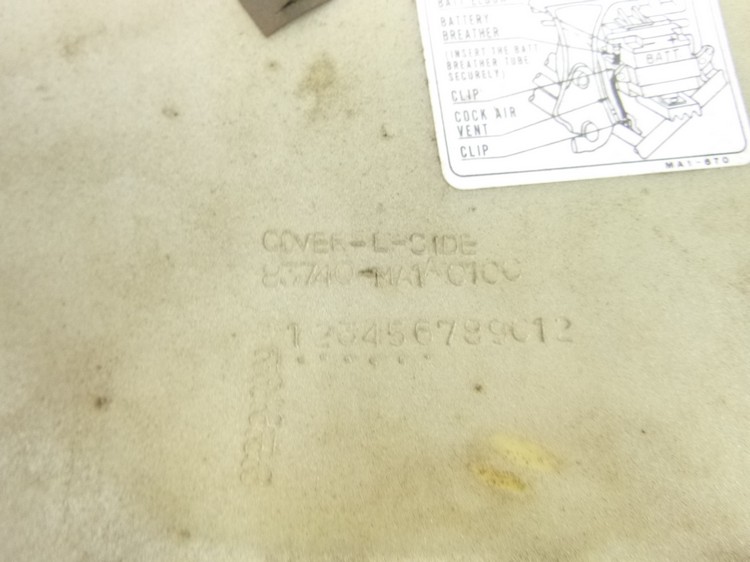 BATTERY
BREATHER
(INSERT THE BATT
BREATHER TUBE
SECURELY)
CLIP
COCK AIR
VENT
CLIP
BATT
MA1-670
COVER-L-SIDE
83740-MA1-0100
123456789012